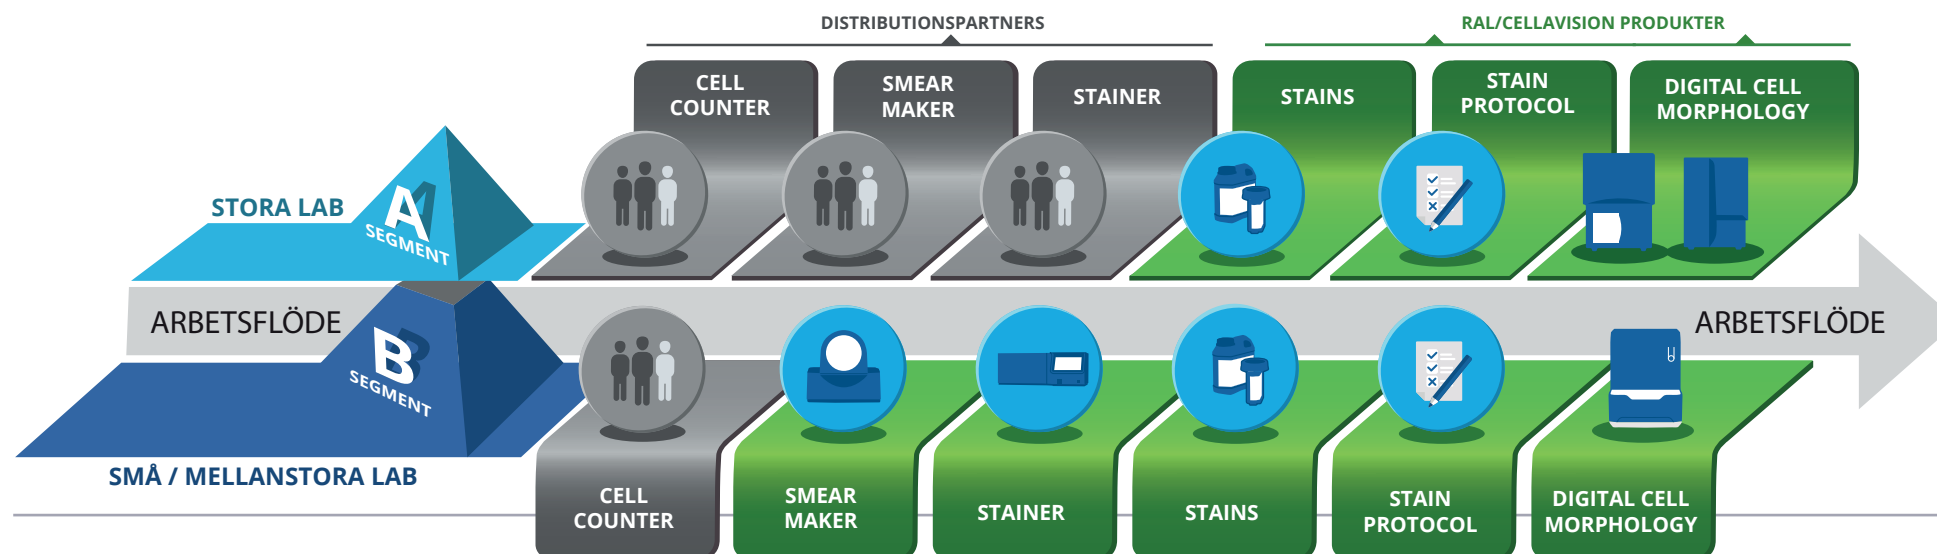 DISTRIBUTIONSPARTNERS
RAL/CELLAVISION PRODUKTER
CELL
COUNTER
SMEAR
MAKER
STAINER
STAINS
STAIN
PROTOCOL
DIGITAL CELL
MORPHOLOGY
STORA LAB
A
SEGMENT
ARBETSFLÖDE
ARBETSFLÖDE
B
SEGMENT
SMÅ / MELLANSTORA LAB
CELL
COUNTER
SMEAR
MAKER
STAINER
STAINS
STAIN
PROTOCOL
DIGITAL CELL
MORPHOLOGY